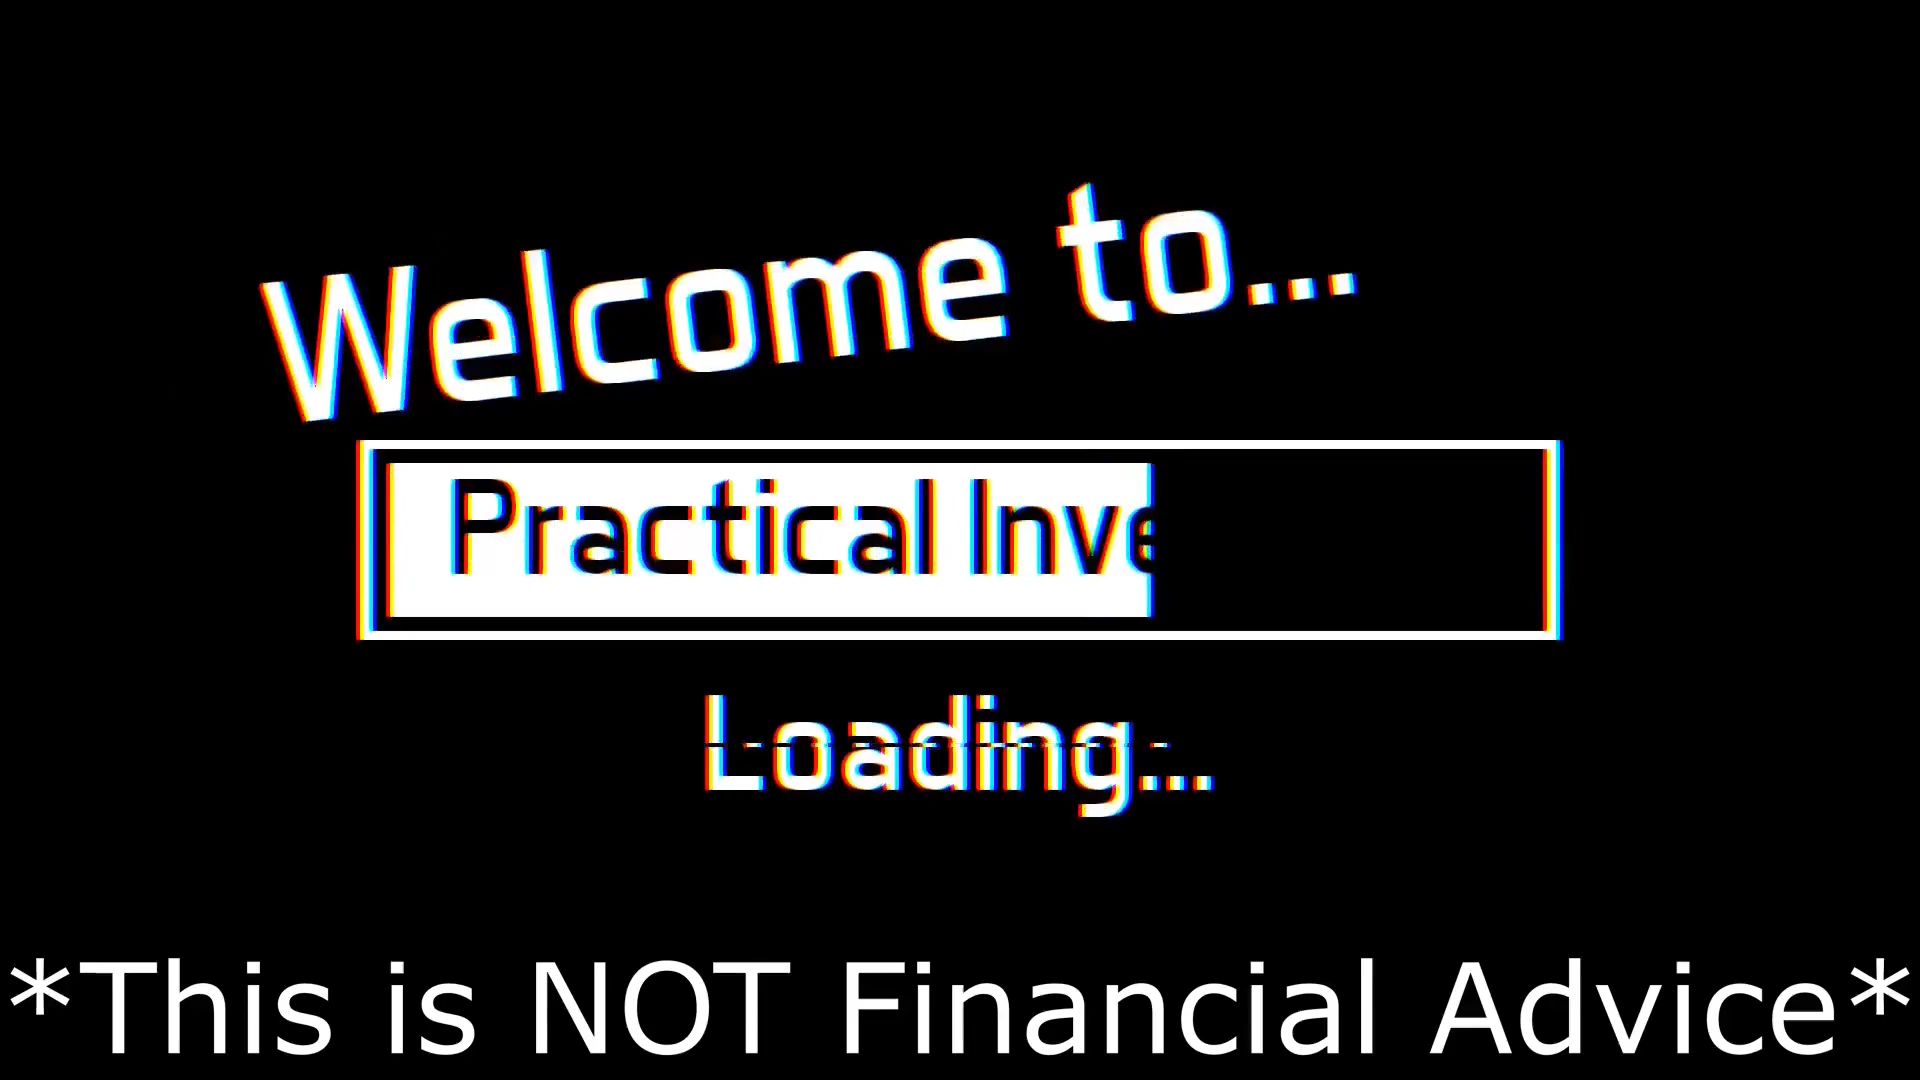 Welcome to...
Practical Inve
Loading...
*This is NOT Financial Advice*